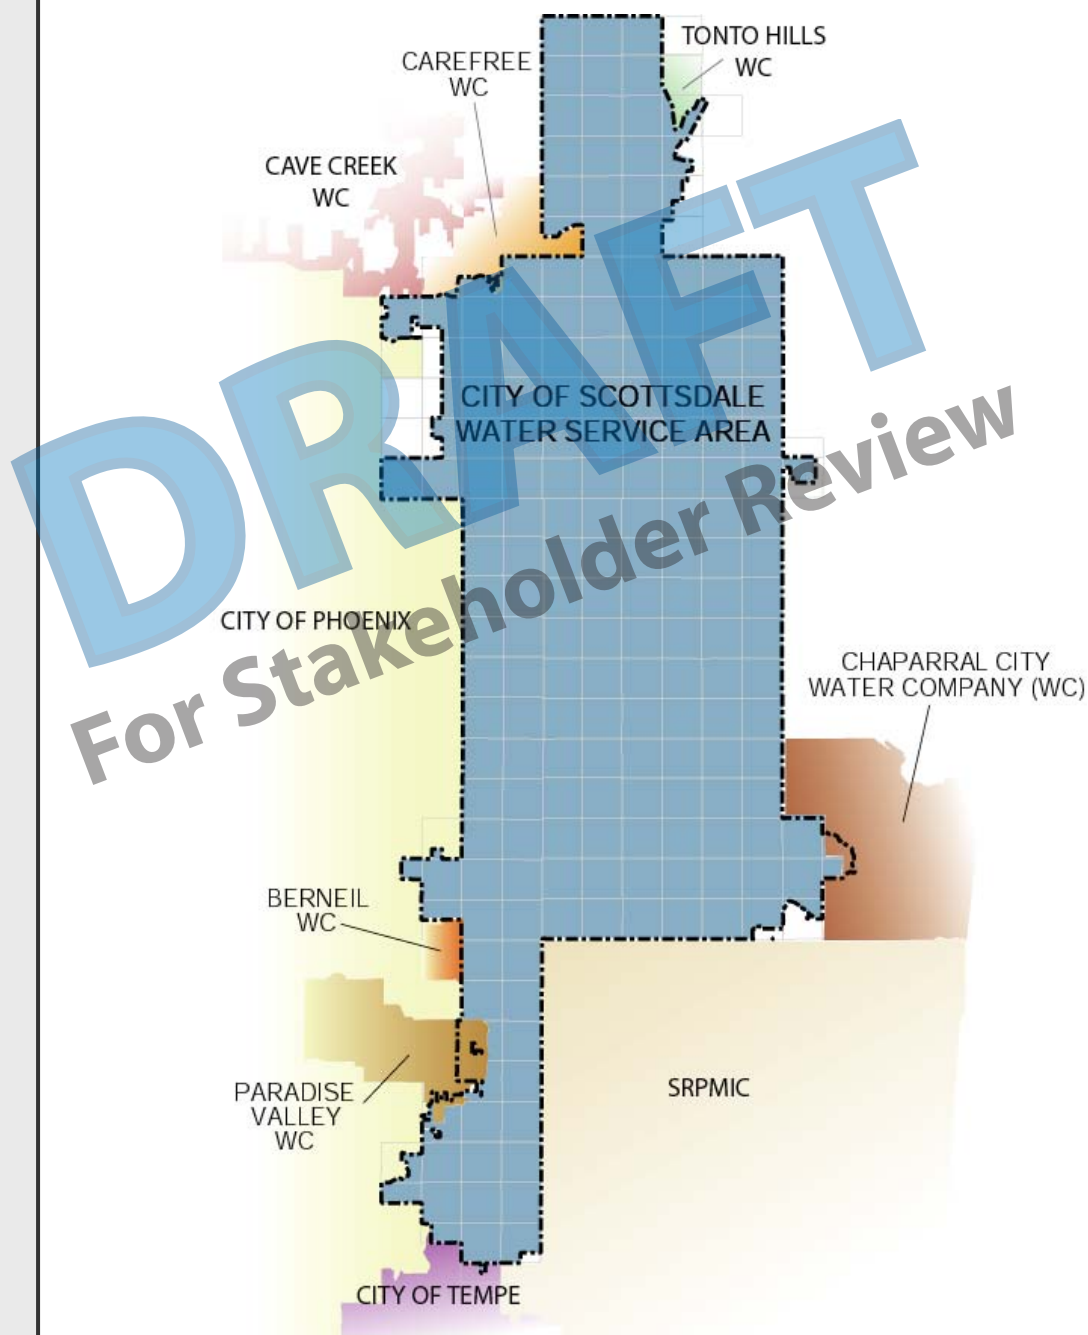 TONTO HILLS
WC
CAREFREE
WC
CAVE CREEK
WC
DRAFT
CITY OF SCOTTSDALE
WATER SERVICE AREA
For Stakeholder Review
CITY OF PHOENIX
CHAPARRAL CITY
WATER COMPANY (WC)
BERNEIL
WC
PARADISE
VALLEY
WC
SRPMIC
CITY OF TEMPE